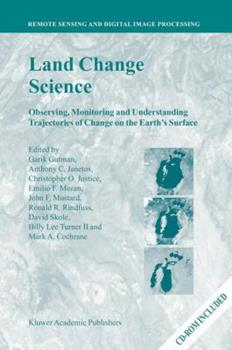 REMOTE SENSING AND DIGITAL IMAGE PROCESSING
Land Change
Science
Observing, Monitoring and Understanding
Trajectories of Change on the Earth's Surface
Edited by
Garik Gutman,
Anthony C. Janetos,
Christopher O. Justice,
Emilio F. Moran,
John F. Mustard,
Ronald R. Rindfuss,
David Skole,
Billy Lee Turner II and
Mark A. Cochrane
CD-ROM INCLUDED
Kluwer Academic Publishers